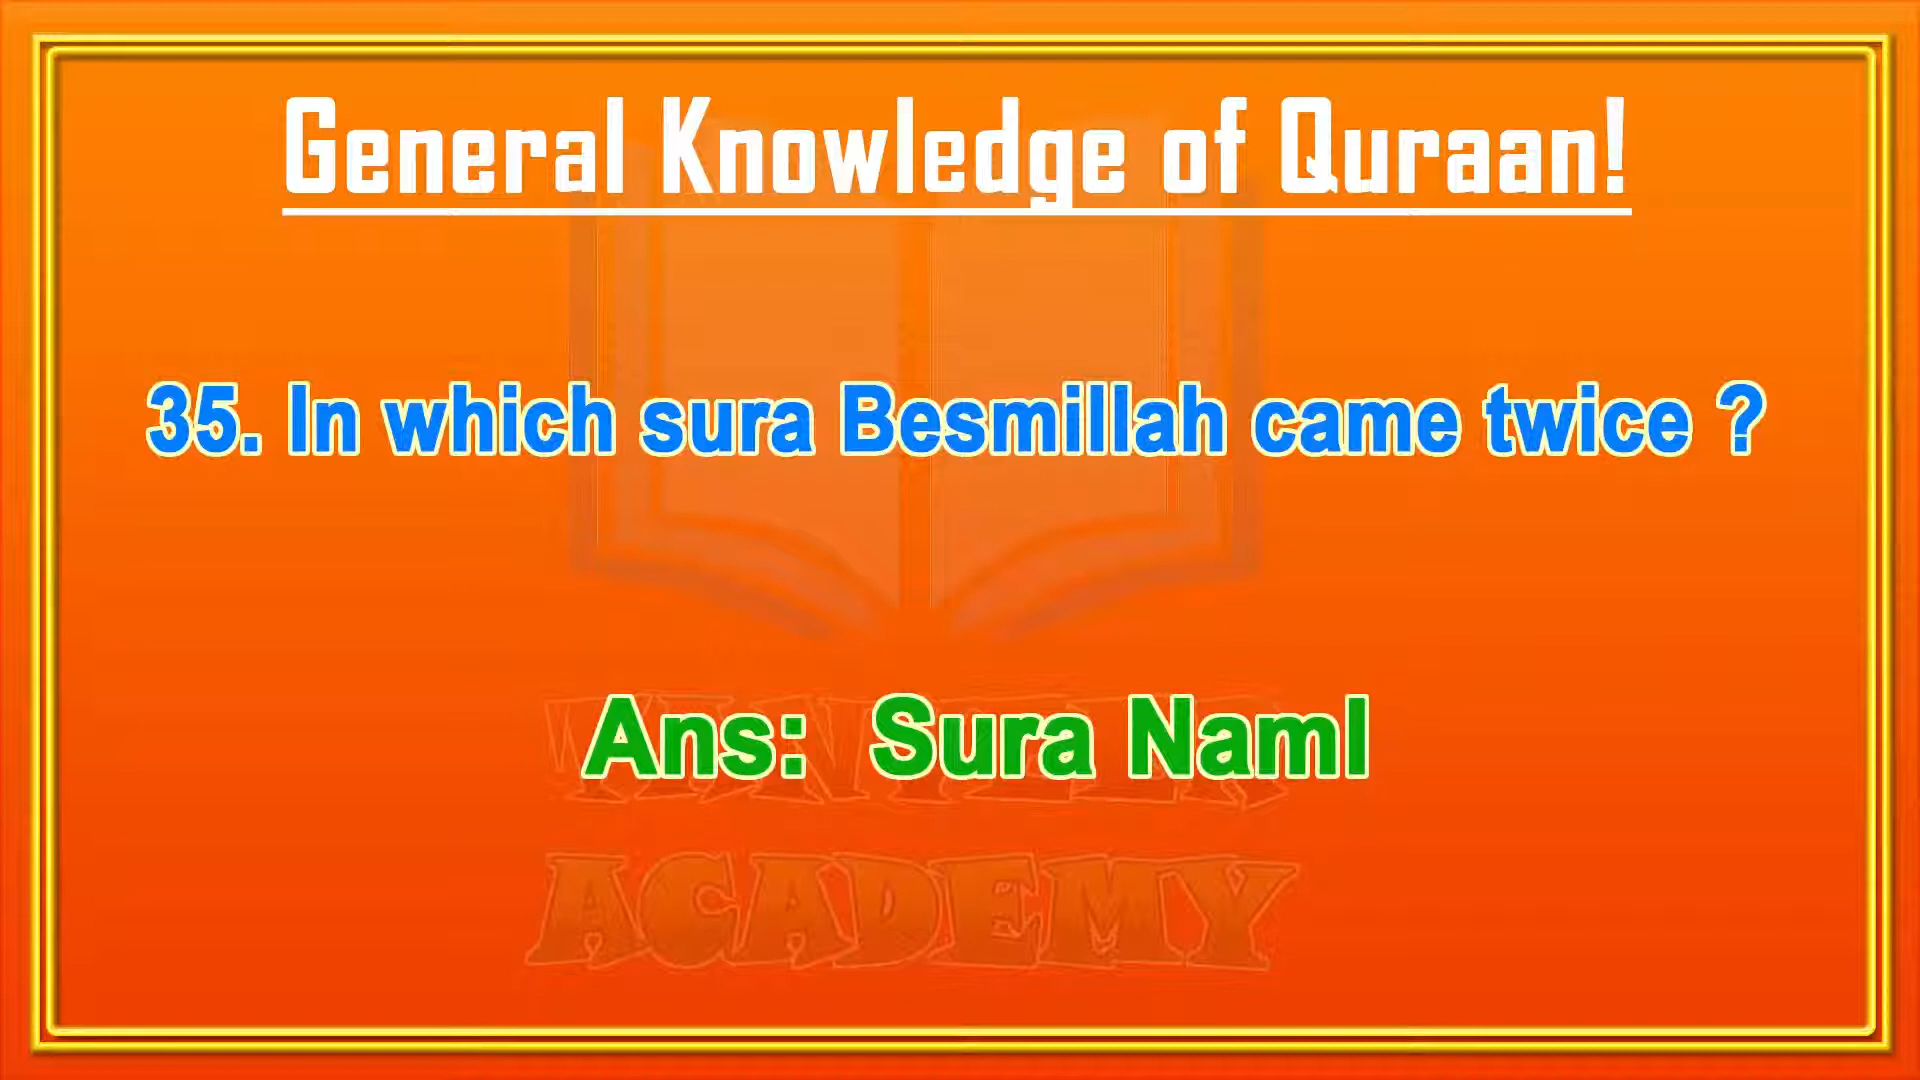 General Knowledge of Quraan!
35. In which sura Besmillah came twice ?
Ans: Sura Naml
ACADEMY